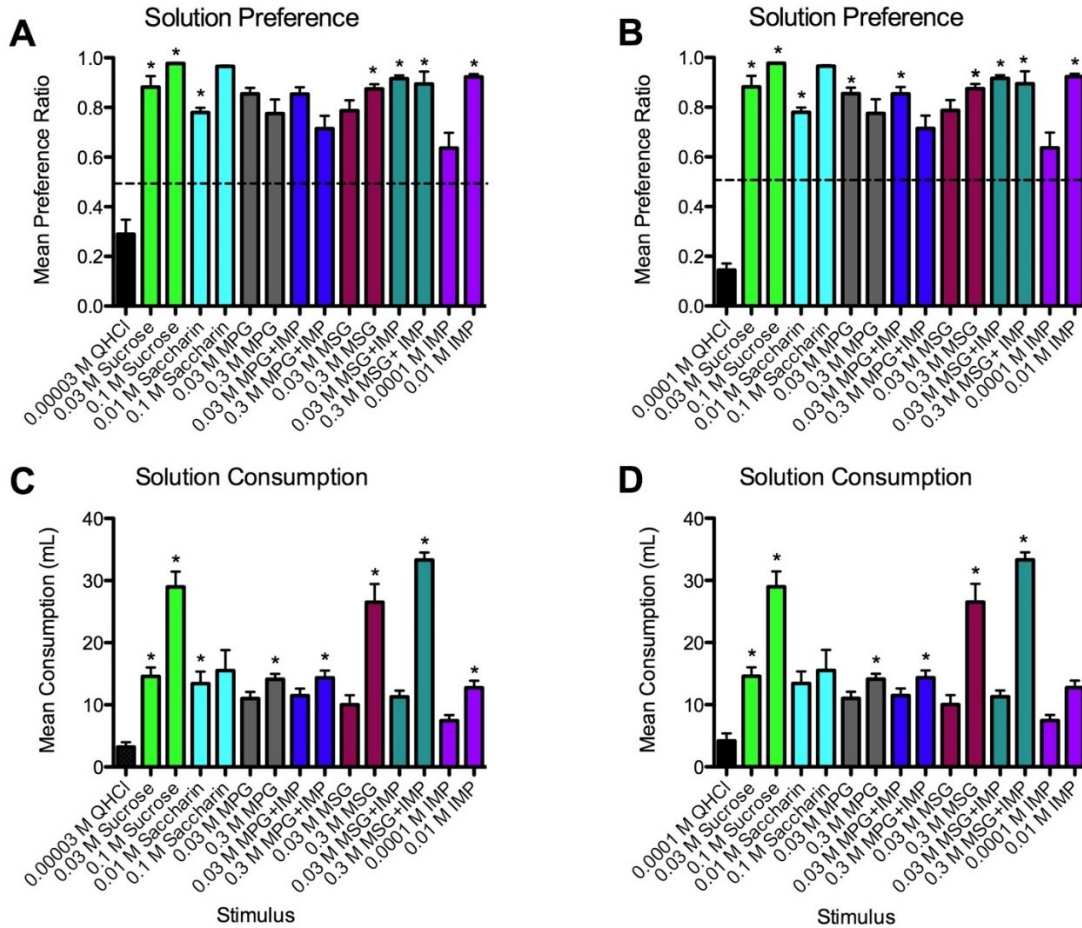 A
Solution Preference
Mean Preference Ratio
1.0
0.8
0.6
0.4
0.2
0.0
* * * * * * *
0.00003 M QHCl
0.03 M Sucrose
0.1 M Sucrose
0.01 M Saccharin
0.1 M Saccharin
0.03 M MPG
0.3 M MPG
0.03 M MPG+IMP
0.3 M MPG+IMP
0.03 M MSG
0.3 M MSG
0.03 M MSG+IMP
0.3 M MSG+ IMP
0.0001 M IMP
0.01 M IMP
B
Solution Preference
Mean Preference Ratio
1.0
0.8
0.6
0.4
0.2
0.0
* * * * * * * * *
0.0001 M QHCl
0.03 M Sucrose
0.1 M Sucrose
0.01 M Saccharin
0.1 M Saccharin
0.03 M MPG
0.3 M MPG
0.03 M MPG+IMP
0.3 M MPG+IMP
0.03 M MSG
0.3 M MSG
0.03 M MSG+IMP
0.3 M MSG+ IMP
0.0001 M IMP
0.01 M IMP
C
Solution Consumption
Mean Consumption (mL)
40
30
20
10
0
* * * * * * * *
0.00003 M QHCl
0.03 M Sucrose
0.1 M Sucrose
0.01 M Saccharin
0.1 M Saccharin
0.03 M MPG
0.3 M MPG
0.03 M MPG+IMP
0.3 M MPG+IMP
0.03 M MSG
0.3 M MSG
0.03 M MSG+IMP
0.3 M MSG+IMP
0.0001 M IMP
0.01 M IMP
Stimulus
D
Solution Consumption
Mean Consumption (mL)
40
30
20
10
0
* * * * * *
0.0001 M QHCl
0.03 M Sucrose
0.1 M Sucrose
0.01 M Saccharin
0.1 M Saccharin
0.03 M MPG
0.3 M MPG
0.03 M MPG+IMP
0.3 M MPG+IMP
0.03 M MSG
0.3 M MSG
0.03 M MSG+IMP
0.3 M MSG+IMP
0.0001 M IMP
0.01 M IMP
Stimulus